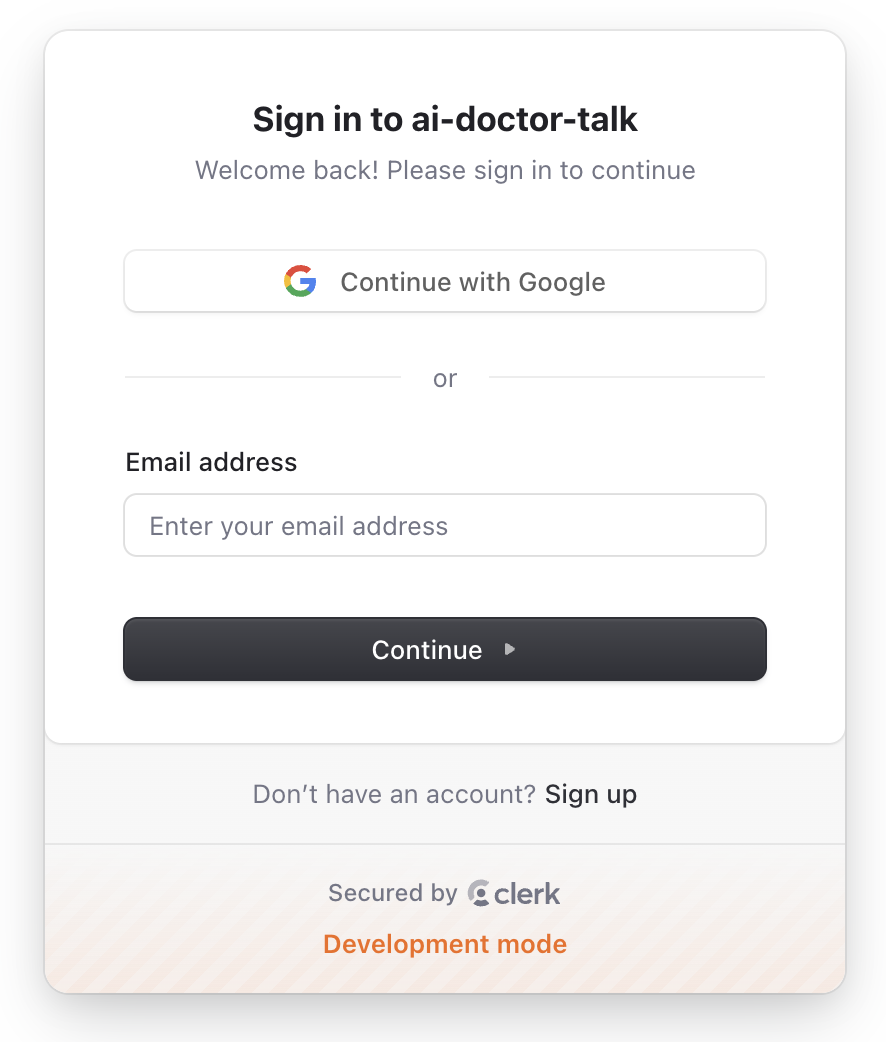 Sign in to ai-doctor-talk
Welcome back! Please sign in to continue
Continue with Google
or
Email address
Enter your email address
Continue
Don’t have an account? Sign up
Secured by clerk
Development mode